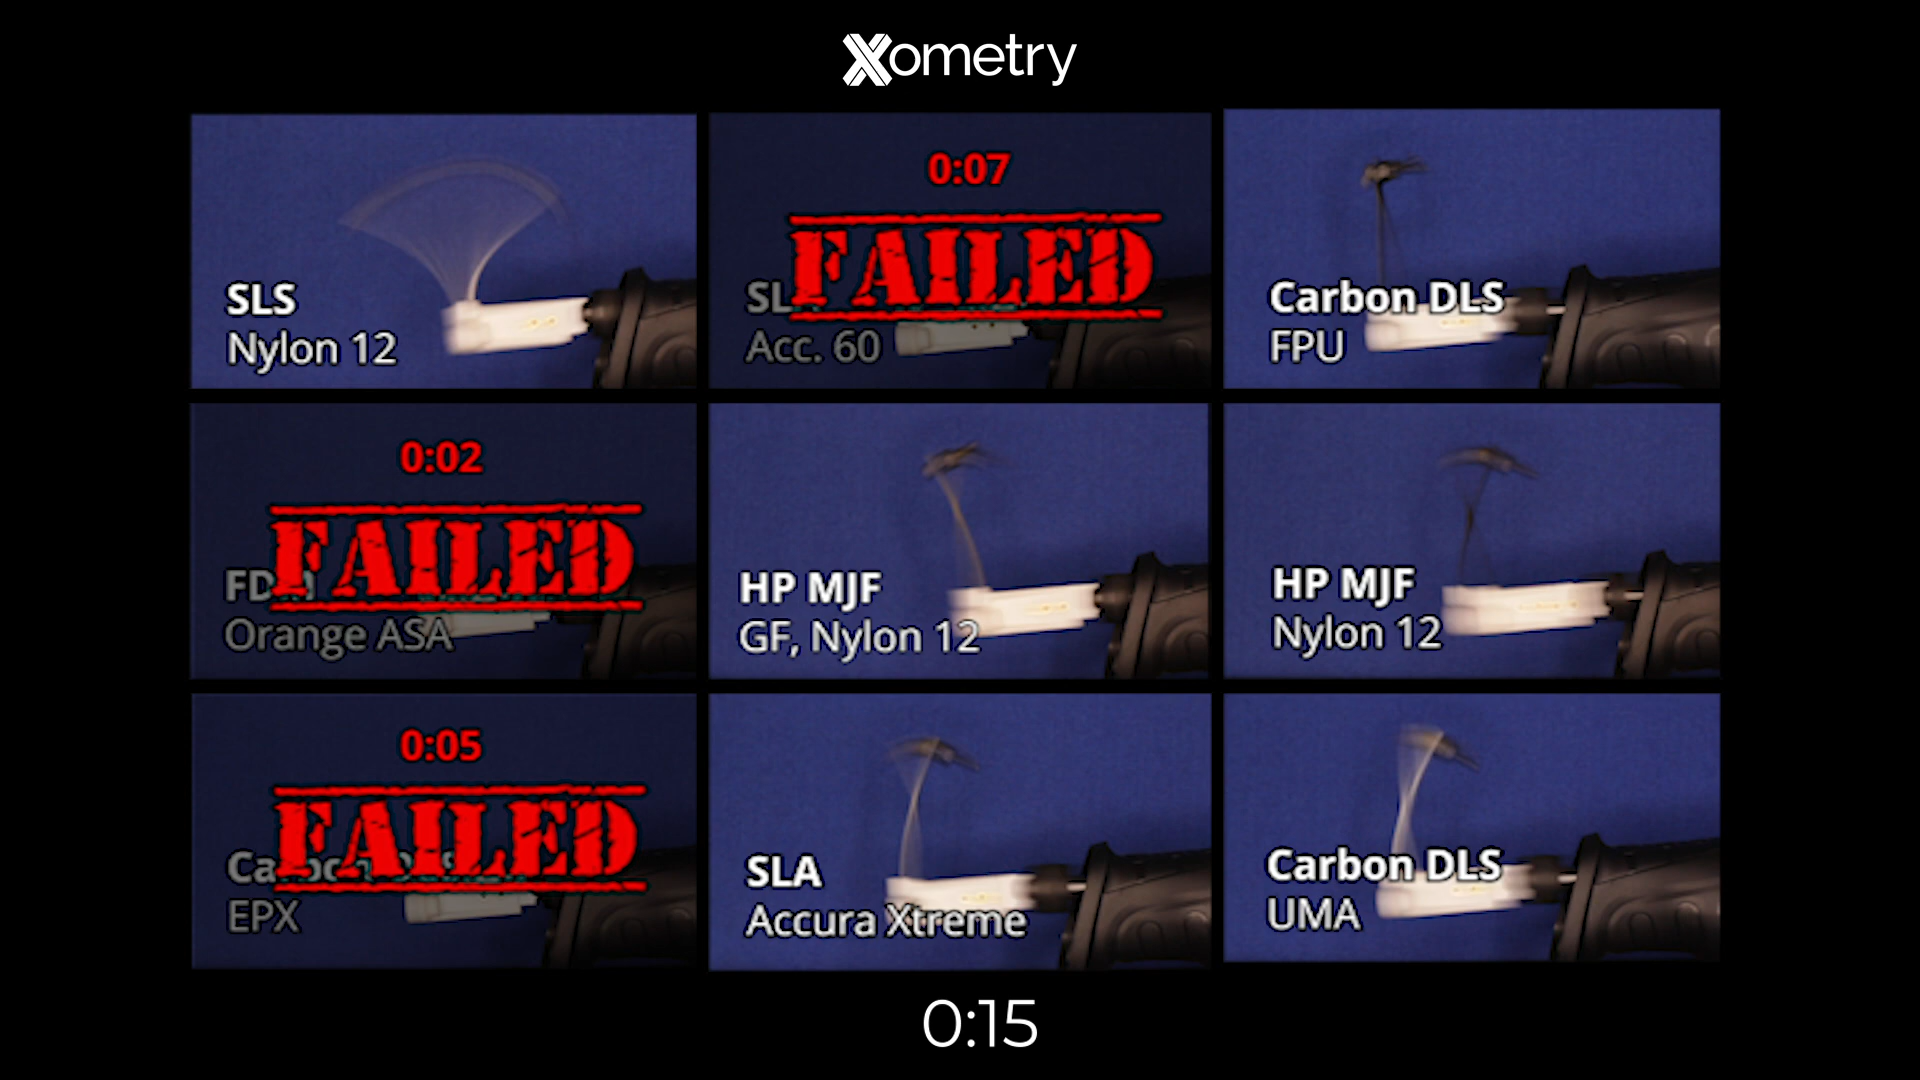 Xometry
SLS
Nylon 12
0:07
FAILED
Acc. 60
Carbon DLS
FPU
0:02
FAILED
Orange ASA
HP MJF
GF, Nylon 12
HP MJF
Nylon 12
0:05
FAILED
EPX
SLA
Accura Xtreme
Carbon DLS
UMA
0:15